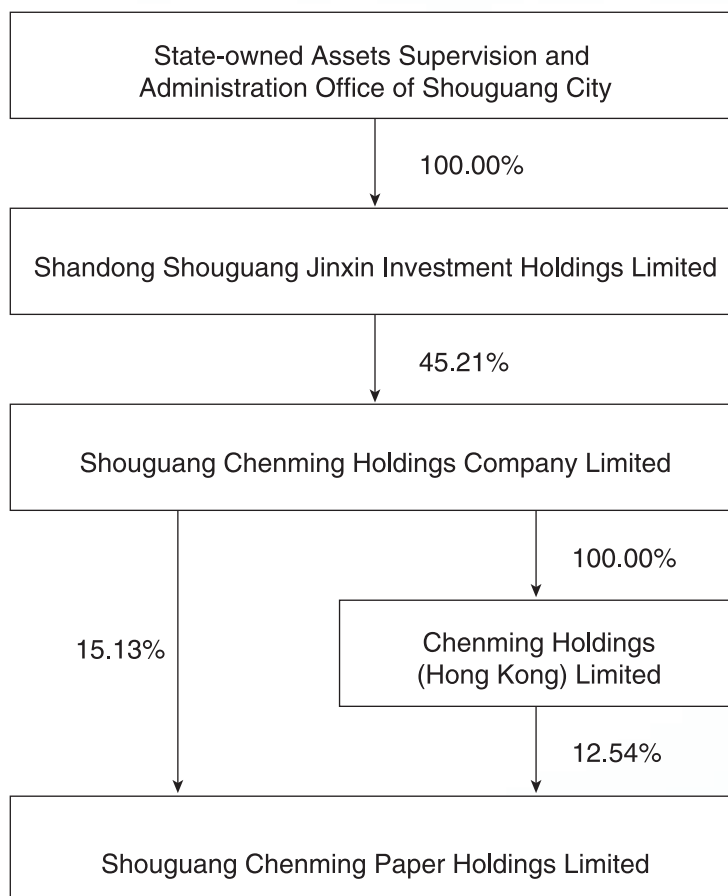 State-owned Assets Supervision and
Administration Office of Shouguang City
100.00%
Shandong Shouguang Jinxin Investment Holdings Limited
45.21%
Shouguang Chenming Holdings Company Limited
100.00%
15.13%
Chenming Holdings
(Hong Kong) Limited
12.54%
Shouguang Chenming Paper Holdings Limited